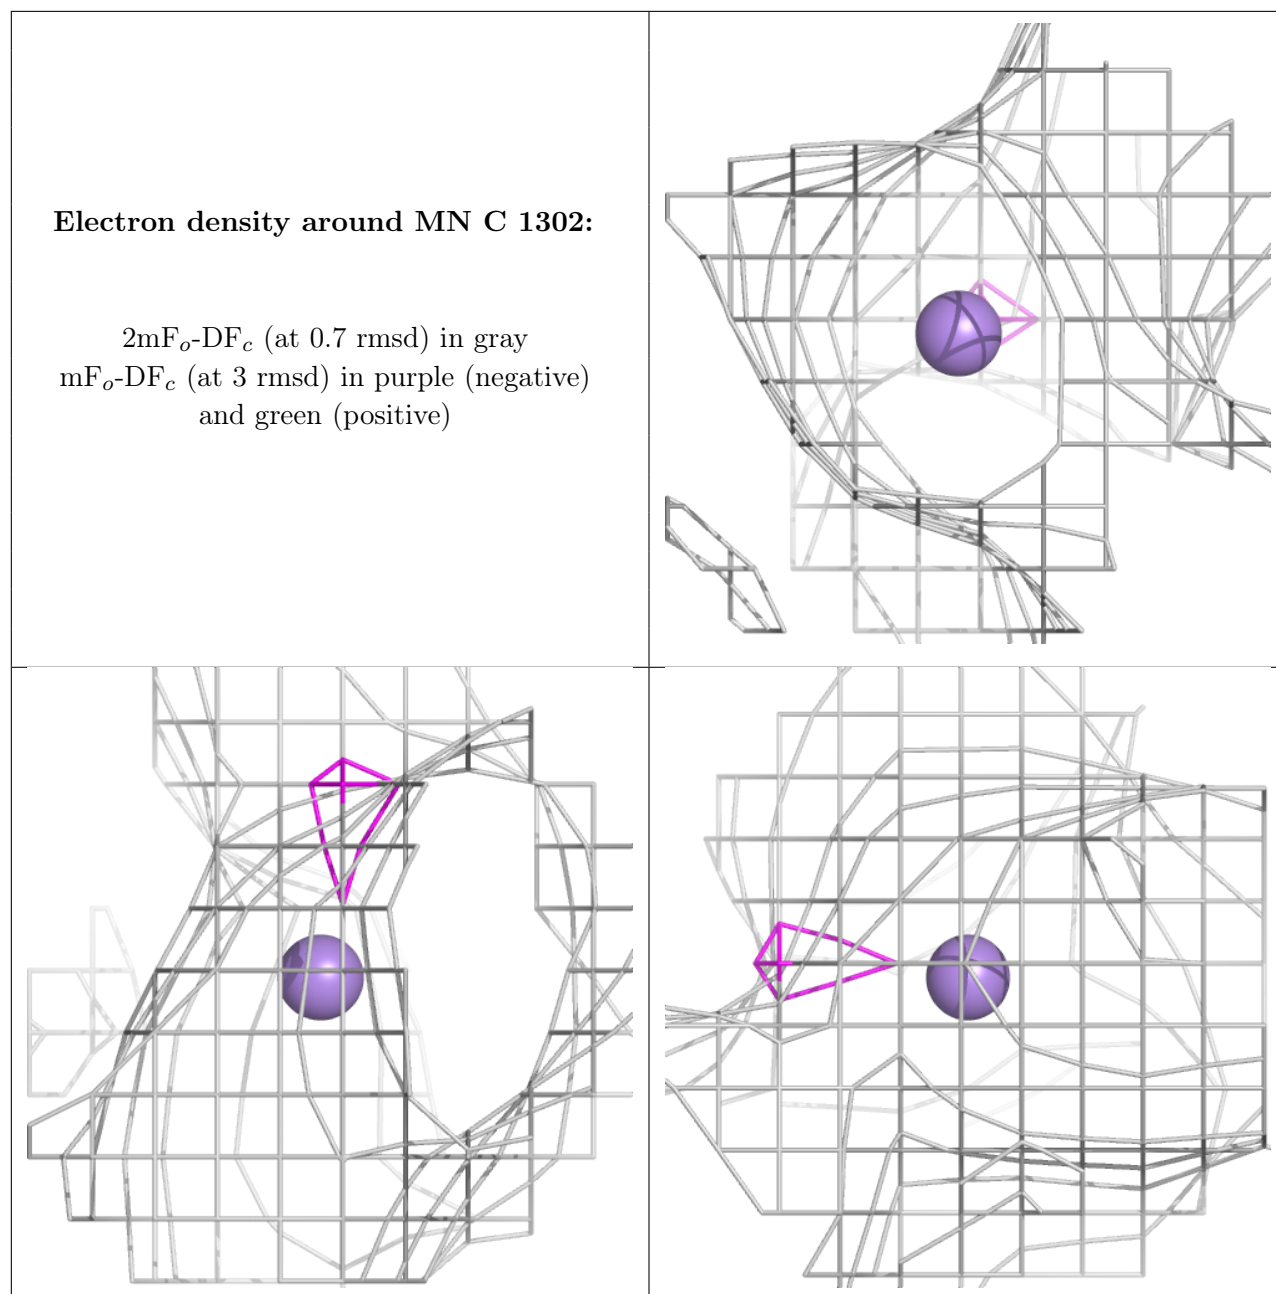 Electron density around MN C 1302:
2mFo-DFc (at 0.7 rmsd) in gray
mFo-DFc (at 3 rmsd) in purple (negative)
and green (positive)